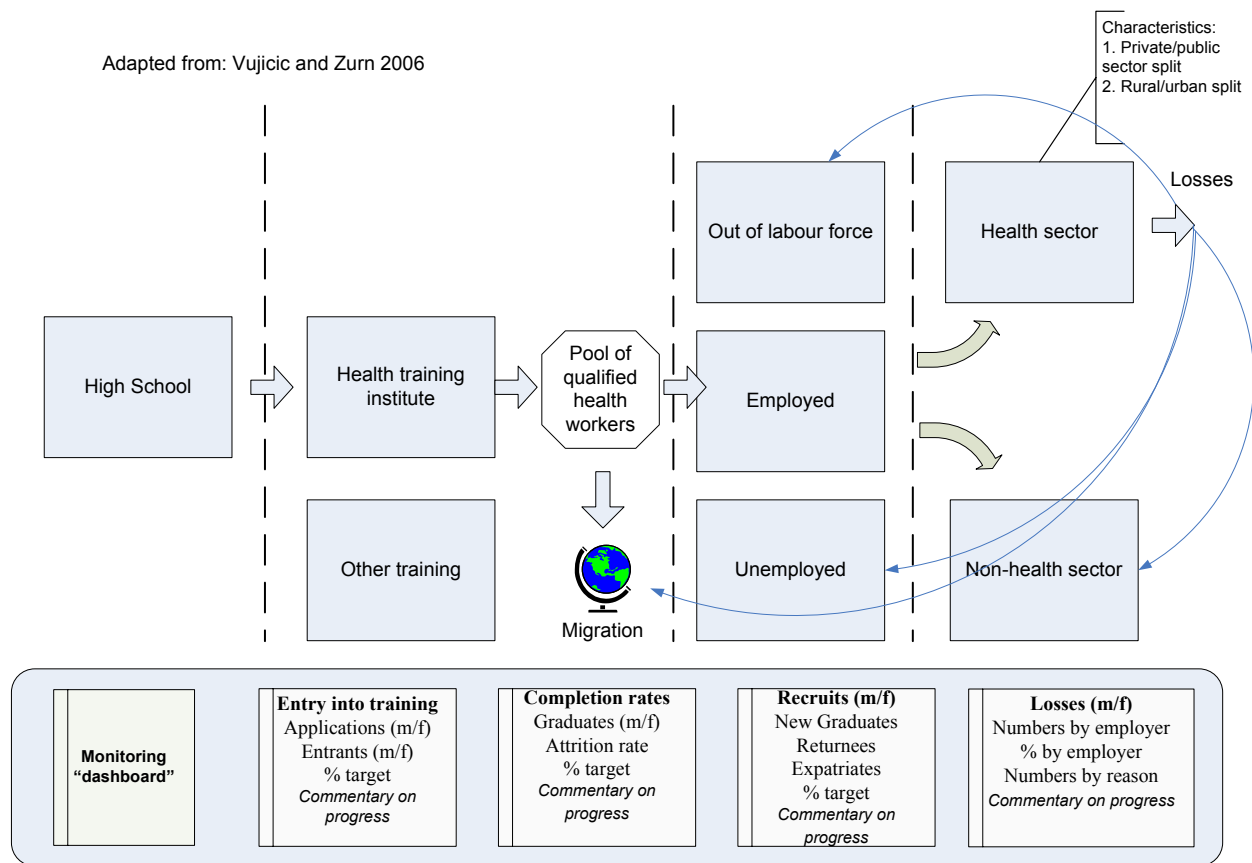 Adapted from: Vujicic and Zurn 2006
Characteristics:
1. Private/public
sector split
2. Rural/urban split
Losses
Out of labour force
Health sector
High School
Health training
institute
Pool of
qualified
health
workers
Employed
Other training
Migration
Unemployed
Non-health sector
Monitoring
“dashboard”
Entry into training
Applications (m/f)
Entrants (m/f)
% target
Commentary on
progress
Completion rates
Graduates (m/f)
Attrition rate
% target
Commentary on
progress
Recruits (m/f)
New Graduates
Returnees
Expatriates
% target
Commentary on
progress
Losses (m/f)
Numbers by employer
% by employer
Numbers by reason
Commentary on progress